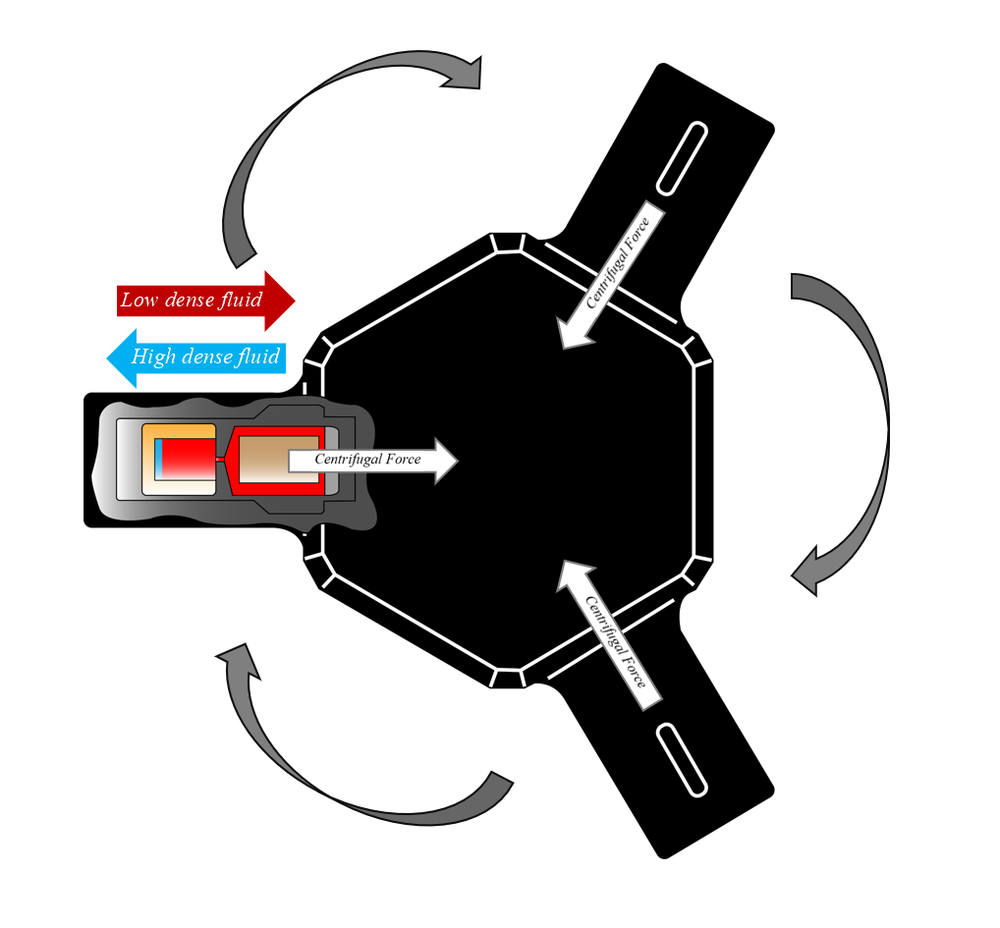 Centrifugal Force
Low dense fluid
High dense fluid
Centrifugal Force
Centrifugal Force